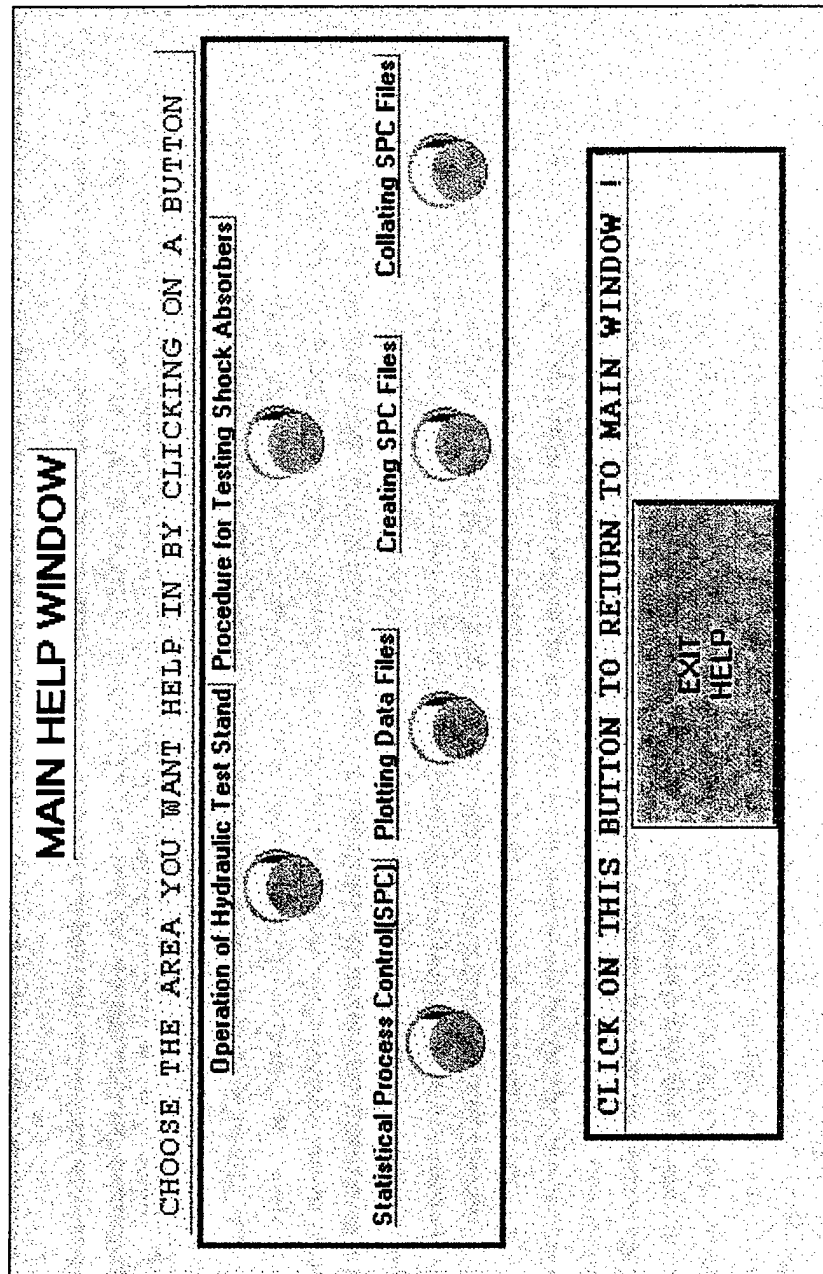 MAIN HELP WINDOW
CHOOSE THE AREA YOU WANT HELP IN BY CLICKING ON A BUTTON
Operation of Hydraulic Test Stand Procedure for Testing Shock Absorbers
Statistical Process Control(SPC) Plotting Data Files Creating SPC Files Collating SPC Files
CLICK ON THIS BUTTON TO RETURN TO MAIN WINDOW !
EXIT
HELP